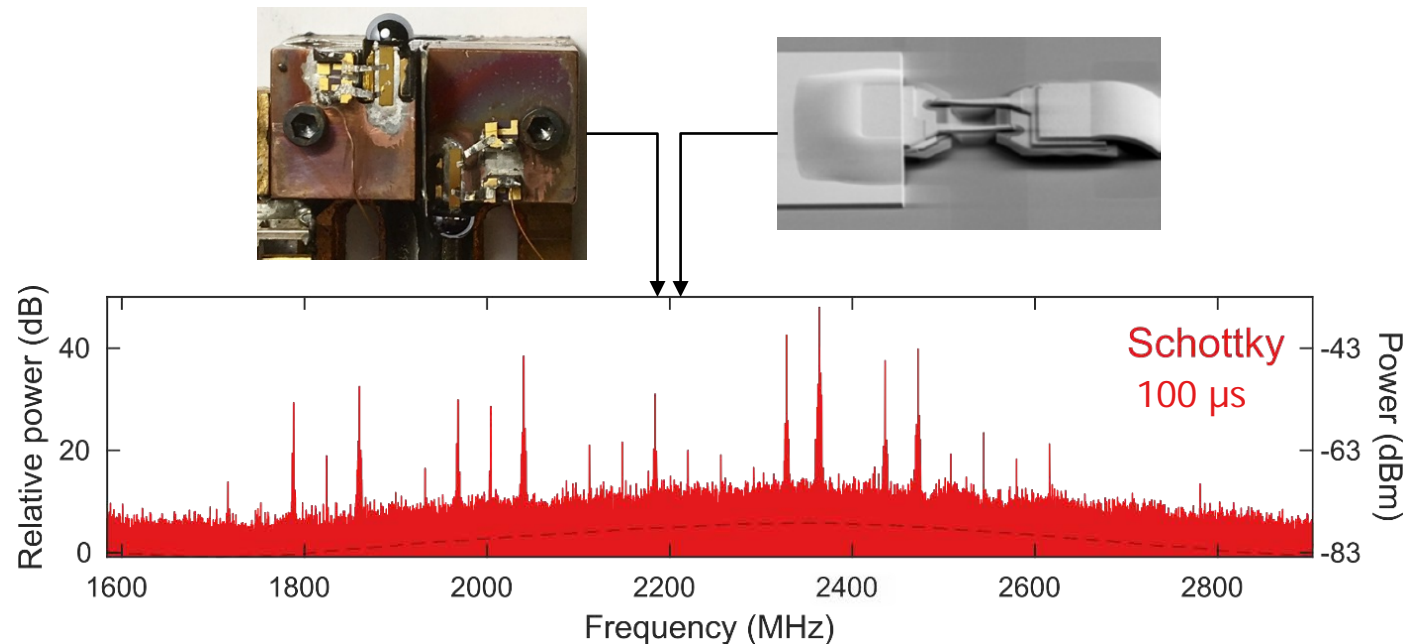 Relative power (dB)
40
20
0
Schottky
100 μs
-43
-63
-83
Power (dBm)
1600
1800
2000
2200
2400
2600
2800
Frequency (MHz)